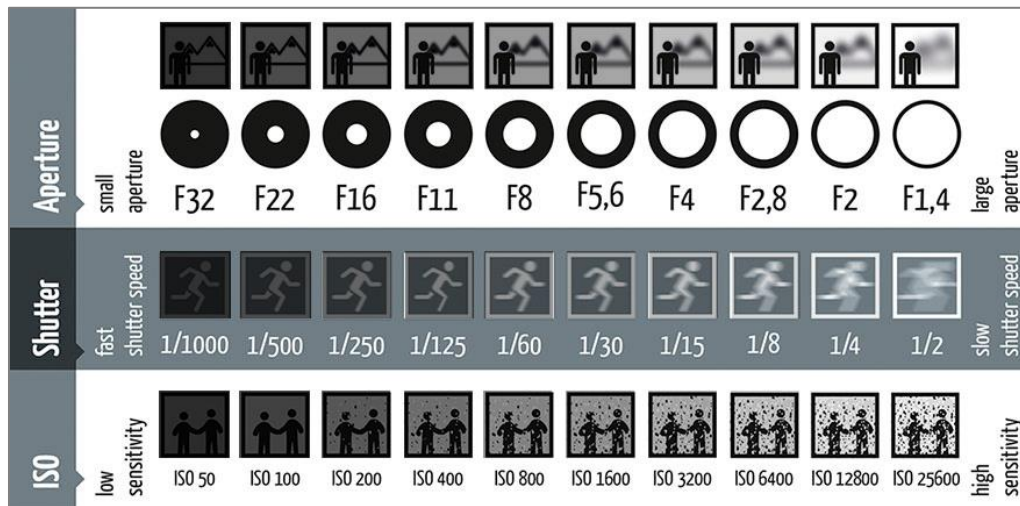 Aperture
small
aperture
F32 F22 F16 F11 F8 F5,6 F4 F2,8 F2 F1,4
large
aperture
Shutter
fast
shutter speed
1/1000 1/500 1/250 1/125 1/60 1/30 1/15 1/8 1/4 1/2
slow
shutter speed
ISO
low
sensitivity
ISO 50 ISO 100 ISO 200 ISO 400 ISO 800 ISO 1600 ISO 3200 ISO 6400 ISO 12800 ISO 25600
high
sensitivity